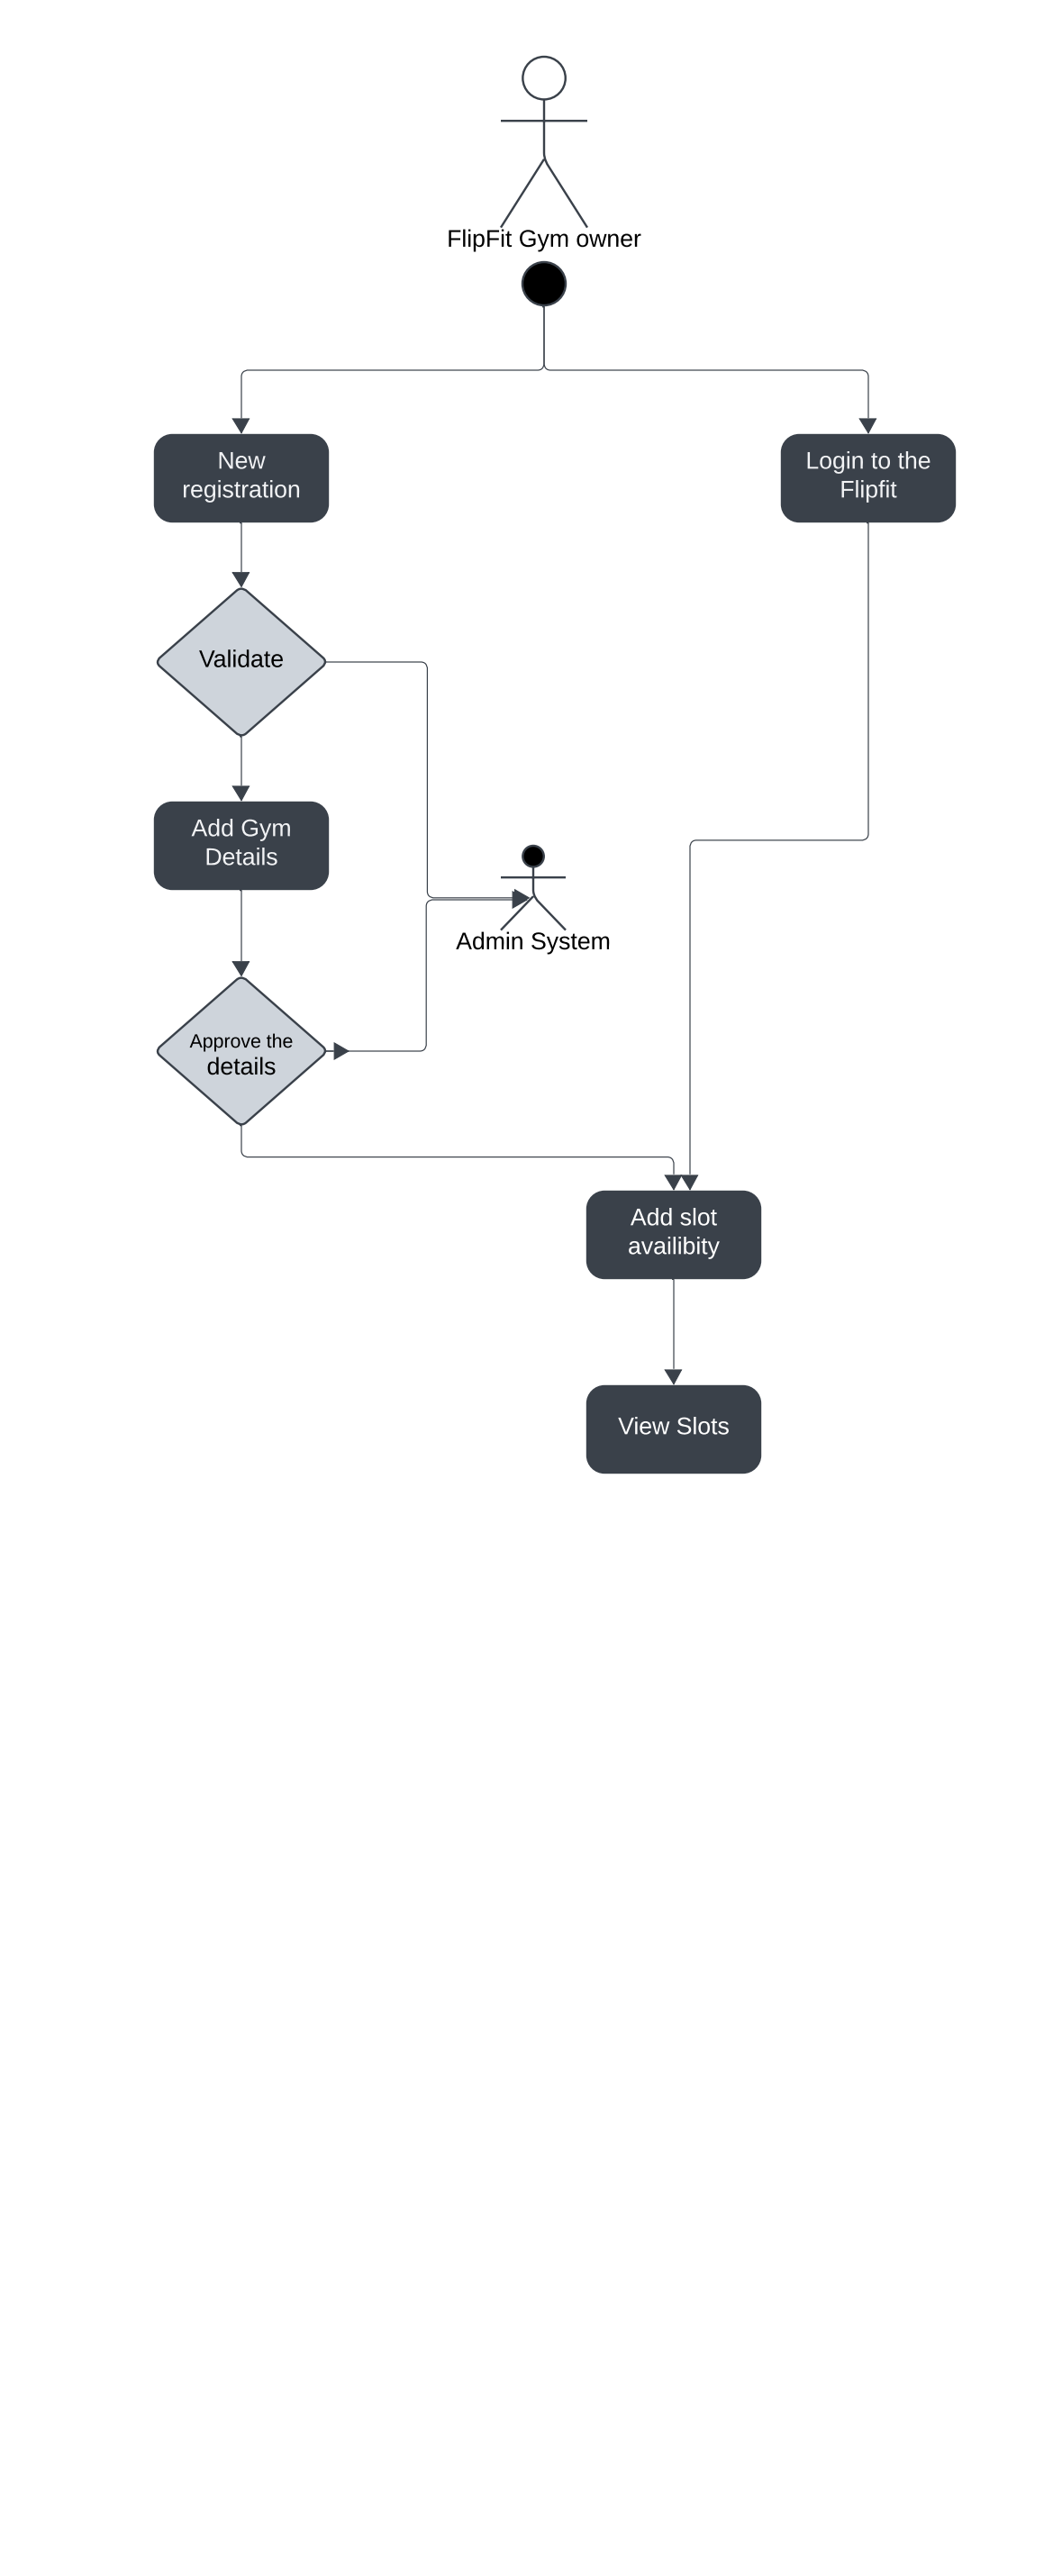 FlipFit Gym owner
New
registration
Login to the
Flipfit
Validate
Add Gym
Details
Admin System
Approve the
details
Add slot
availibity
View Slots